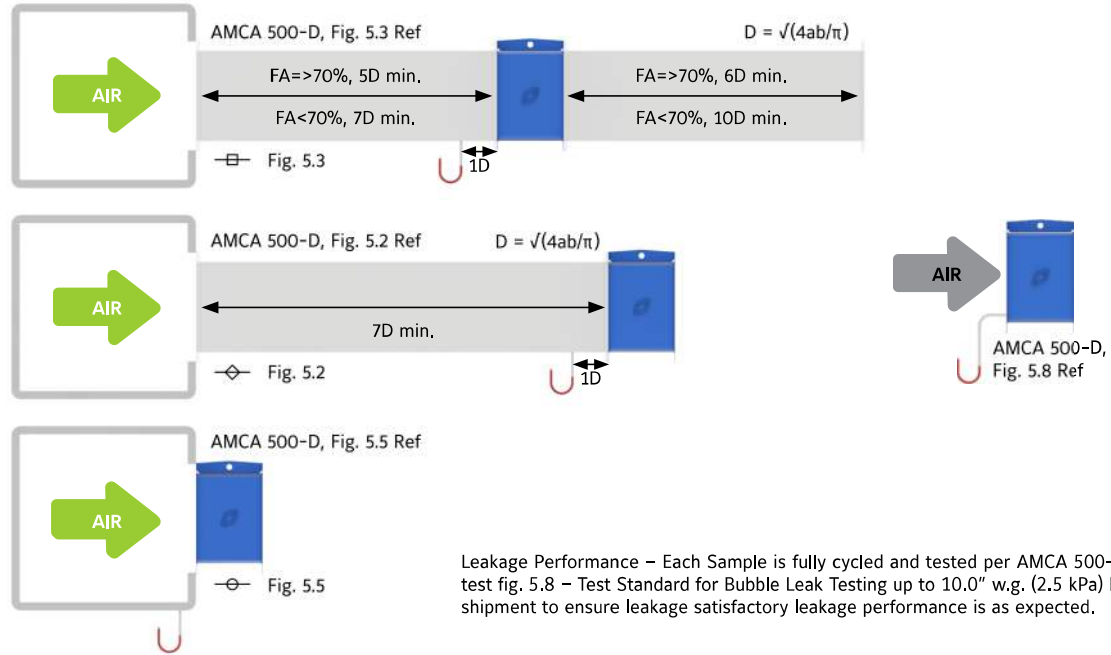 AMCA 500-D, Fig. 5.3 Ref
D = √(4ab/π)
AIR
FA=>70%, 5D min.
FA=>70%, 6D min.
FA<70%, 7D min.
FA<70%, 10D min.
Fig. 5.3
1D
AMCA 500-D, Fig. 5.2 Ref
D = √(4ab/π)
AIR
7D min.
Fig. 5.2
1D
AIR
AMCA 500-D,
Fig. 5.8 Ref
AMCA 500-D, Fig. 5.5 Ref
AIR
Fig. 5.5
Leakage Performance – Each Sample is fully cycled and tested per AMCA 500-
test fig. 5.8 – Test Standard for Bubble Leak Testing up to 10.0" w.g. (2.5 kPa)
shipment to ensure leakage satisfactory leakage performance is as expected.